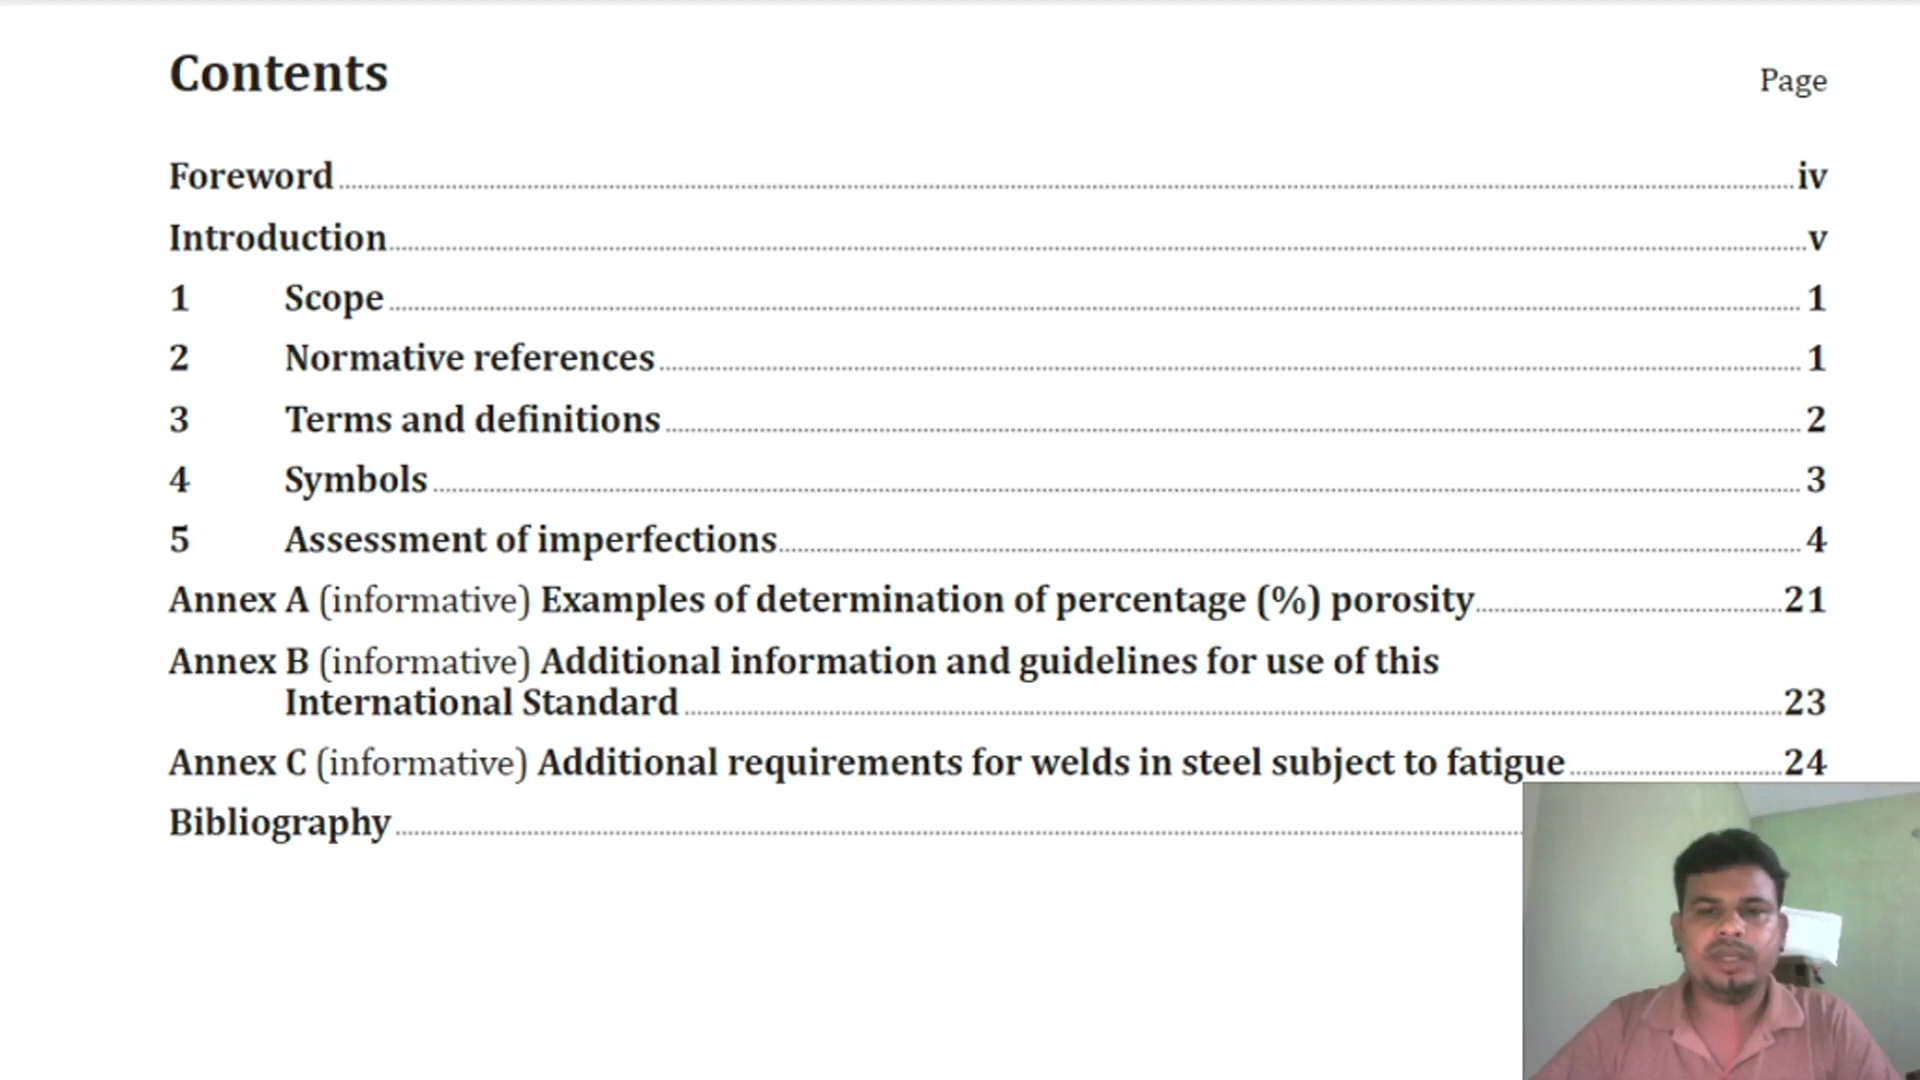 Contents
Page
Foreword iv
Introduction v
1 Scope 1
2 Normative references 1
3 Terms and definitions 2
4 Symbols 3
5 Assessment of imperfections 4
Annex A (informative) Examples of determination of percentage (%) porosity 21
Annex B (informative) Additional information and guidelines for use of this
International Standard 23
Annex C (informative) Additional requirements for welds in steel subject to fatigue 24
Bibliography